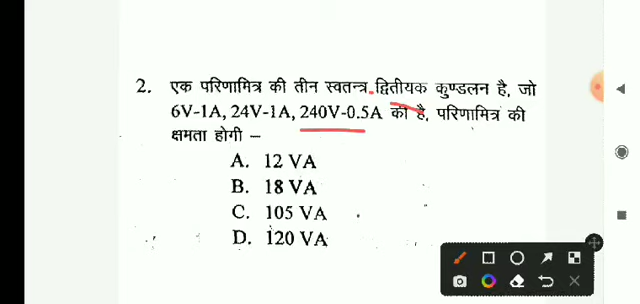 2. एक परिणामित्र की तीन स्वतन्त्र द्वितीयक कुण्डलन है, जो
6V-1A, 24V-1A, 240V-0.5A की है, परिणामित्र की
क्षमता होगी –
A. 12 VA
B. 18 VA
C. 105 VA
D. 120 VA